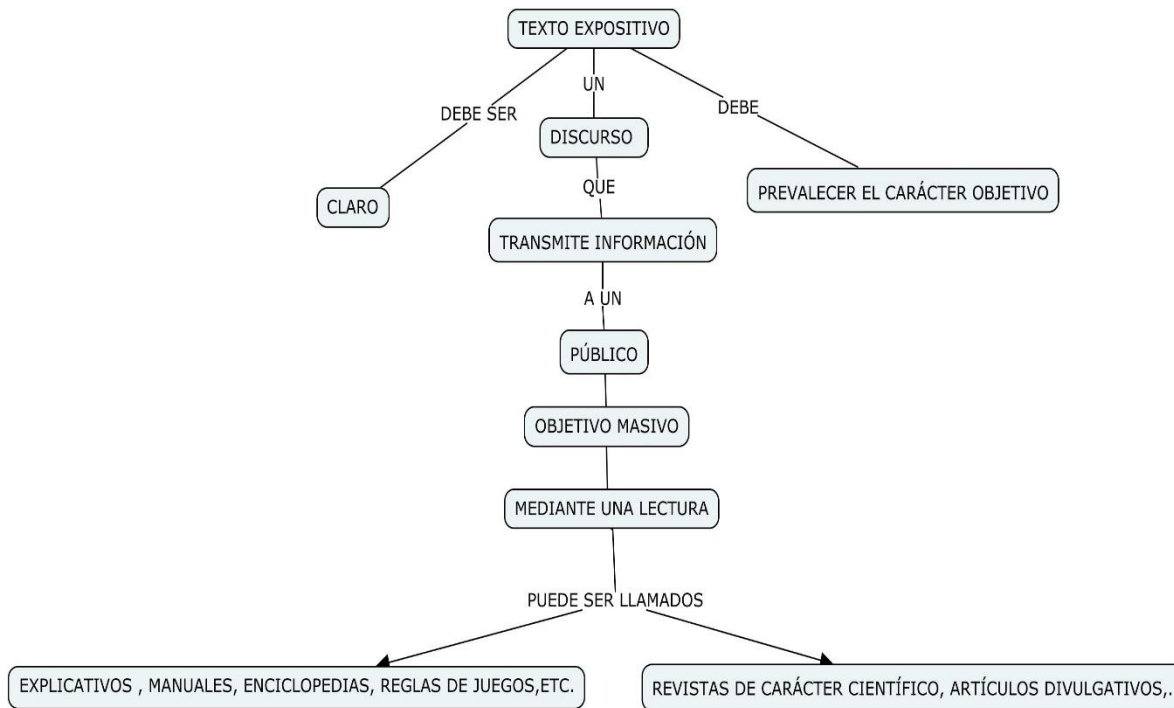 TEXTO EXPOSITIVO
DEBE SER
UN
DEBE
DISCURSO
CLARO
QUE
PREVALECER EL CARÁCTER OBJETIVO
TRANSMITE INFORMACIÓN
A UN
PÚBLICO
OBJETIVO MASIVO
MEDIANTE UNA LECTURA
PUEDE SER LLAMADOS
EXPLICATIVOS , MANUALES, ENCICLOPEDIAS, REGLAS DE JUEGOS,ETC.
REVISTAS DE CARÁCTER CIENTÍFICO, ARTÍCULOS DIVULGATIVOS,.